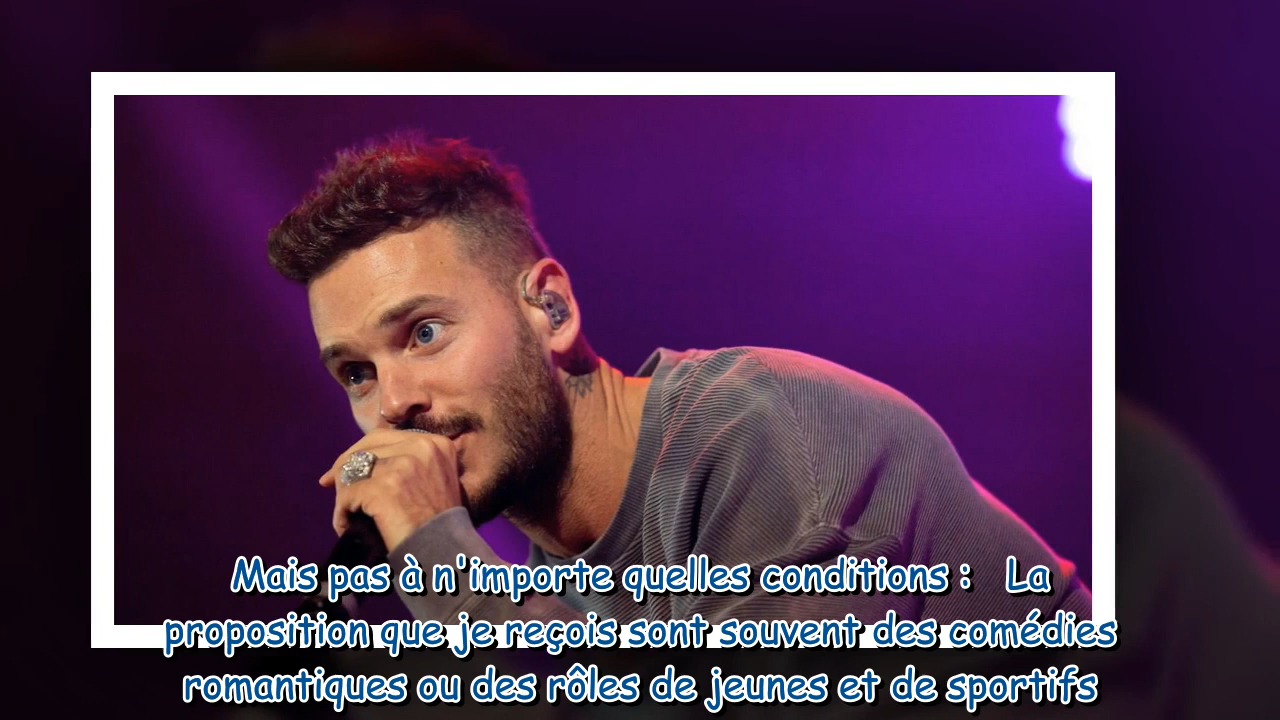 Mais pas à n'importe quelles conditions :   La
proposition que je reçois sont souvent des comédies
romantiques ou des rôles de jeunes et de sportifs